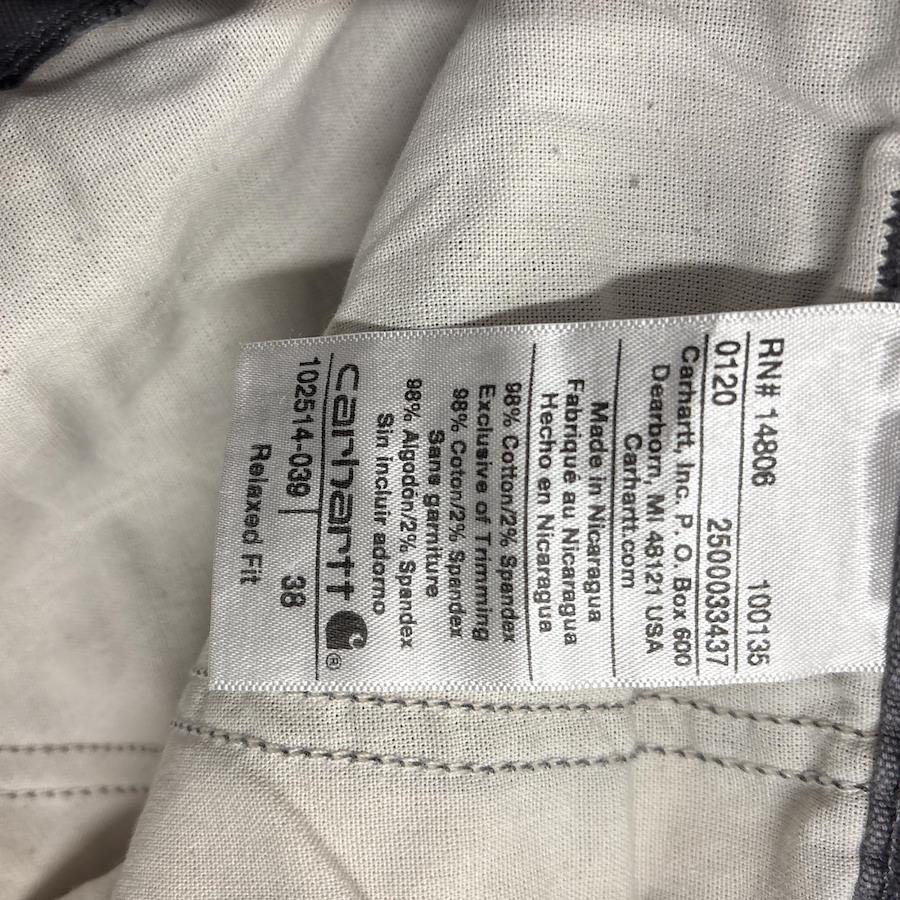 RN# 14806 100135
0120 2500033437
Carhartt, Inc. P. O. Box 600
Dearborn, MI 48121 USA
Carhartt.com
Made in Nicaragua
Fabriqué au Nicaragua
Hecho en Nicaragua
98% Cotton/2% Spandex
Exclusive of Trimming
98% Coton/2% Spandex
Sans garniture
98% Algodón/2% Spandex
Sin incluir adorno
carhartt ®
102514-039 | 38
Relaxed Fit